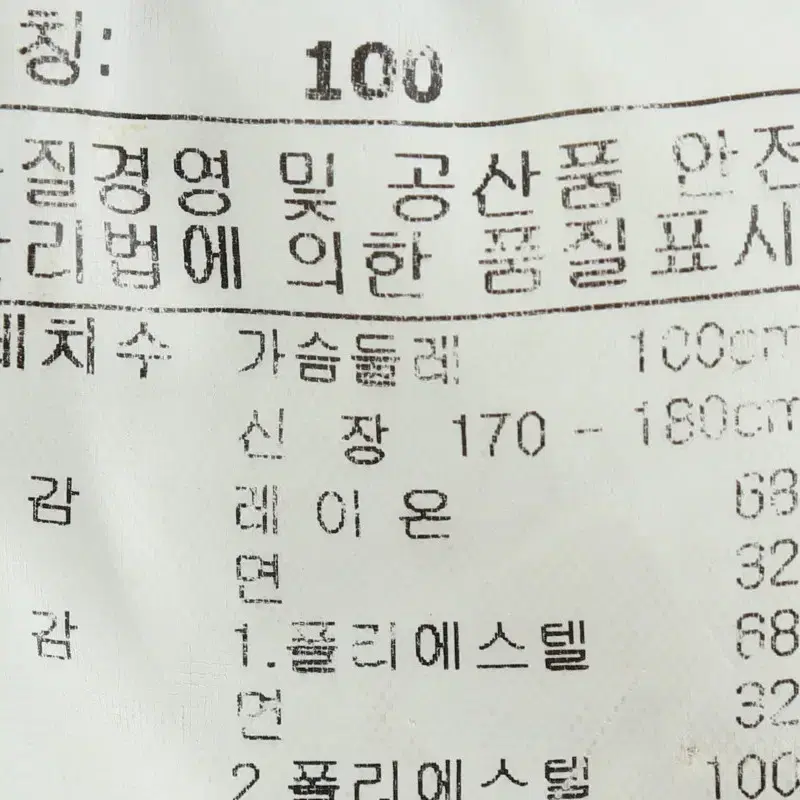 칭: 100
질경영 및 공산품 안전
리법에 의한 품질표시
체치수 가슴둘레 100cm
신 장 170 - 180cm
감 레 이 온 68
면 32
감 1.폴리에스텔 68
면 32
2.폴리에스텔 100